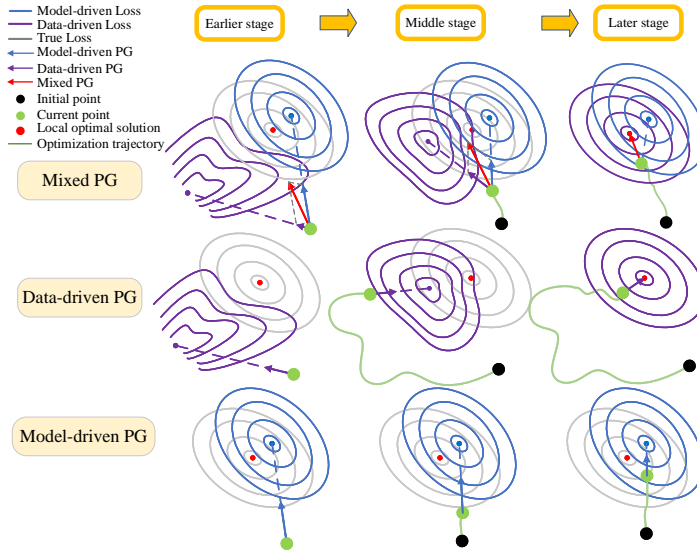 Model-driven Loss
Data-driven Loss
True Loss
Model-driven PG
Data-driven PG
Mixed PG
Initial point
Current point
Local optimal solution
Optimization trajectory
Earlier stage
Middle stage
Later stage
Mixed PG
Data-driven PG
Model-driven PG